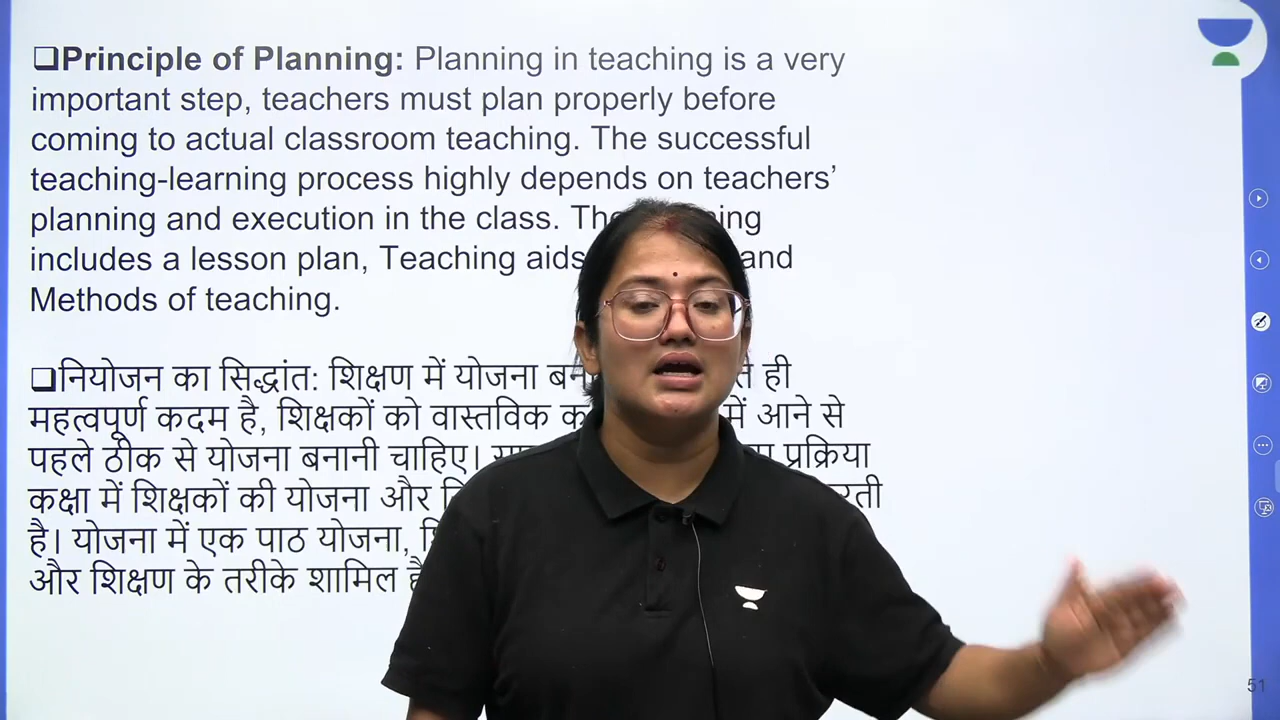 ❑Principle of Planning: Planning in teaching is a very
important step, teachers must plan properly before
coming to actual classroom teaching. The successful
teaching-learning process highly depends on teachers’
planning and execution in the class. The
includes a lesson plan, Teaching aids and
Methods of teaching.
❑नियोजन का सिद्धांत: शिक्षण में योजना ही
महत्वपूर्ण कदम है, शिक्षकों को वास्तविक में आने से
पहले ठीक से योजना बनानी चाहिए। प्रक्रिया
कक्षा में शिक्षकों की योजना और
है। योजना में एक पाठ योजना,
और शिक्षण के तरीके शामिल
51